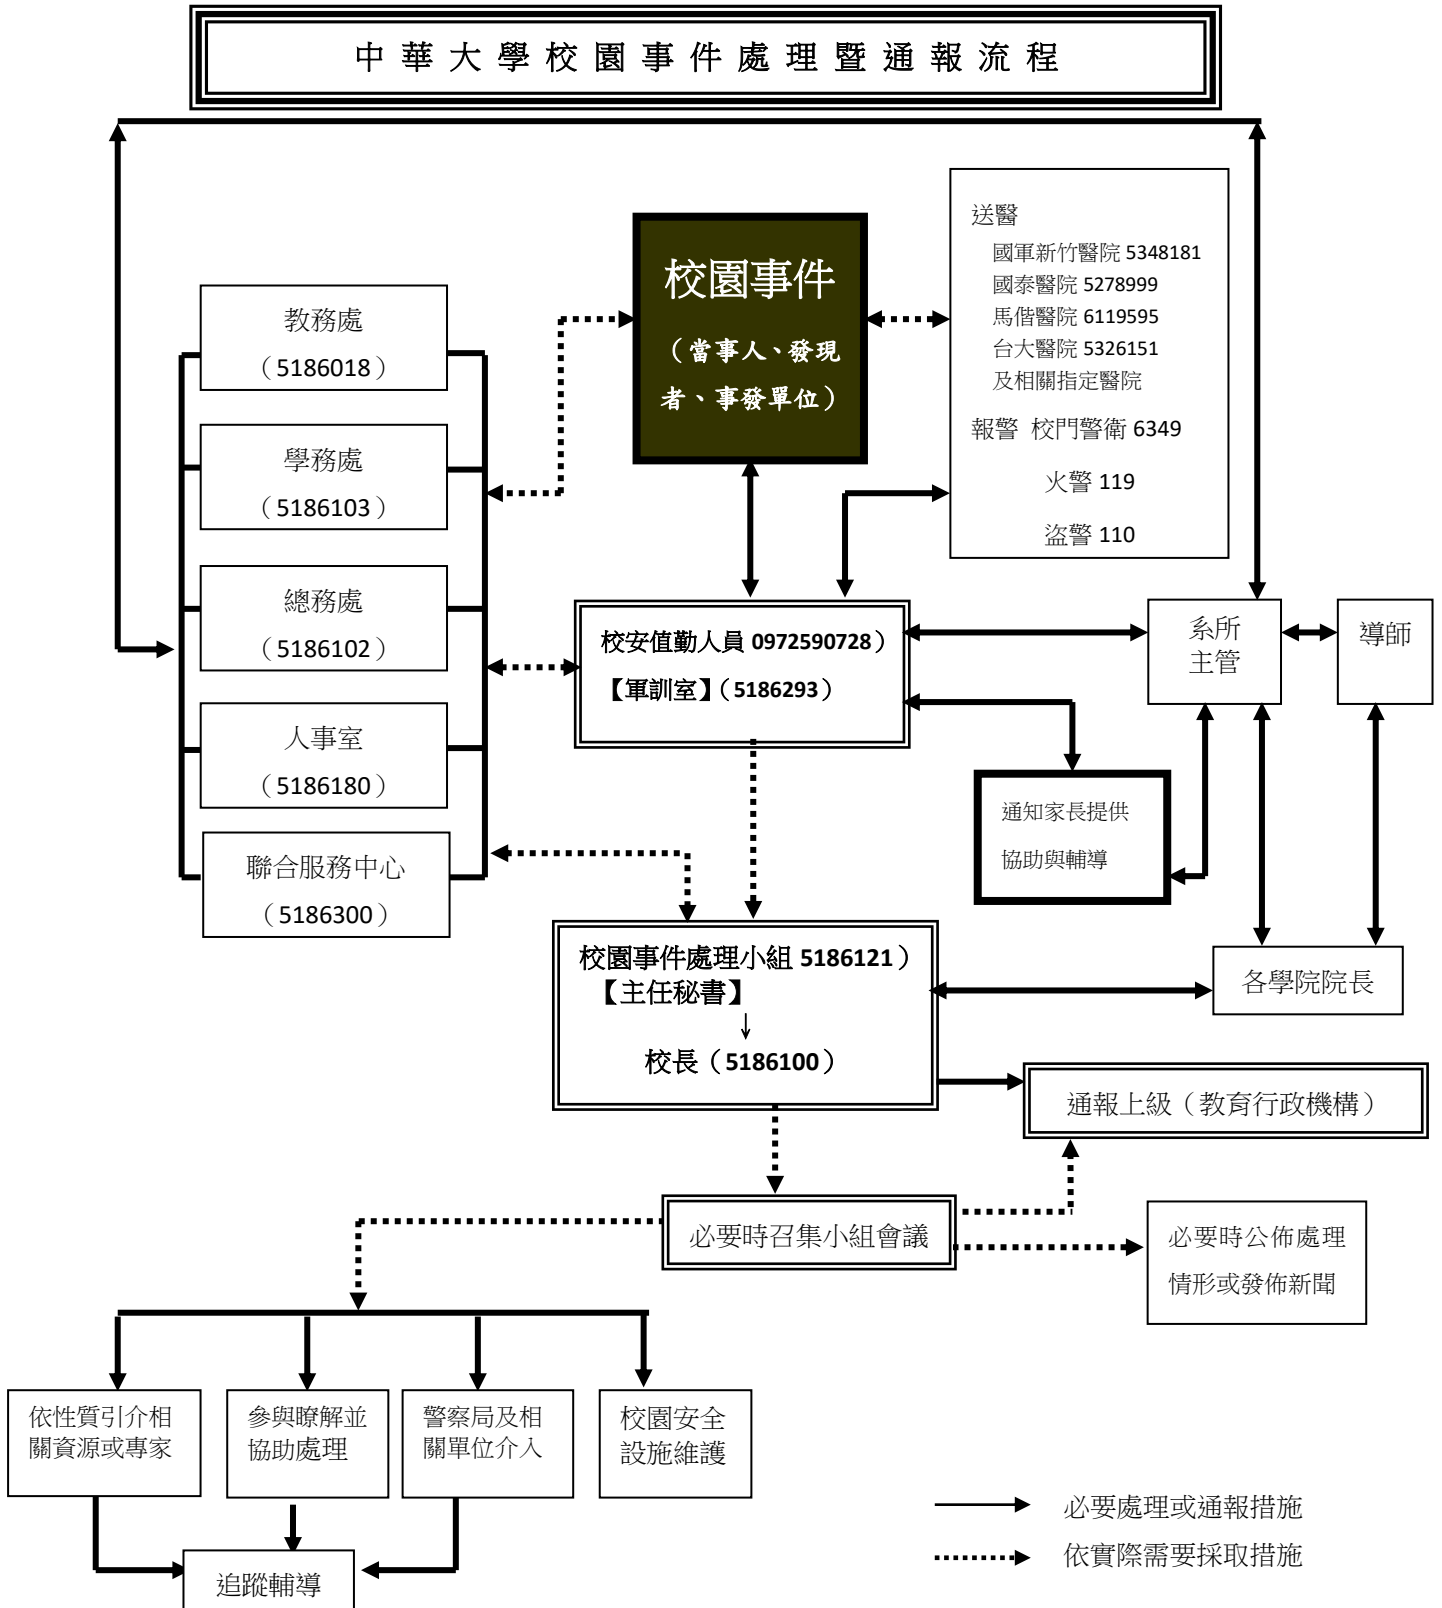 中華大學校園事件處理暨通報流程
送醫
國軍新竹醫院 5348181
國泰醫院 5278999
馬偕醫院 6119595
台大醫院 5326151
及相關指定醫院
報警 校門警衛 6349
火警 119
盜警 110
校園事件
（當事人、發現
者、事發單位）
教務處
（5186018）
學務處
（5186103）
總務處
（5186102）
人事室
（5186180）
聯合服務中心
（5186300）
校安值勤人員 0972590728）
【軍訓室】（5186293）
系所
主管
導師
通知家長提供
協助與輔導
校園事件處理小組 5186121）
【主任秘書】
↓
校長（5186100）
各學院院長
通報上級（教育行政機構）
必要時召集小組會議
必要時公佈處理
情形或發佈新聞
依性質引介相
關資源或專家
參與瞭解並
協助處理
警察局及相
關單位介入
校園安全
設施維護
追蹤輔導
必要處理或通報措施
依實際需要採取措施